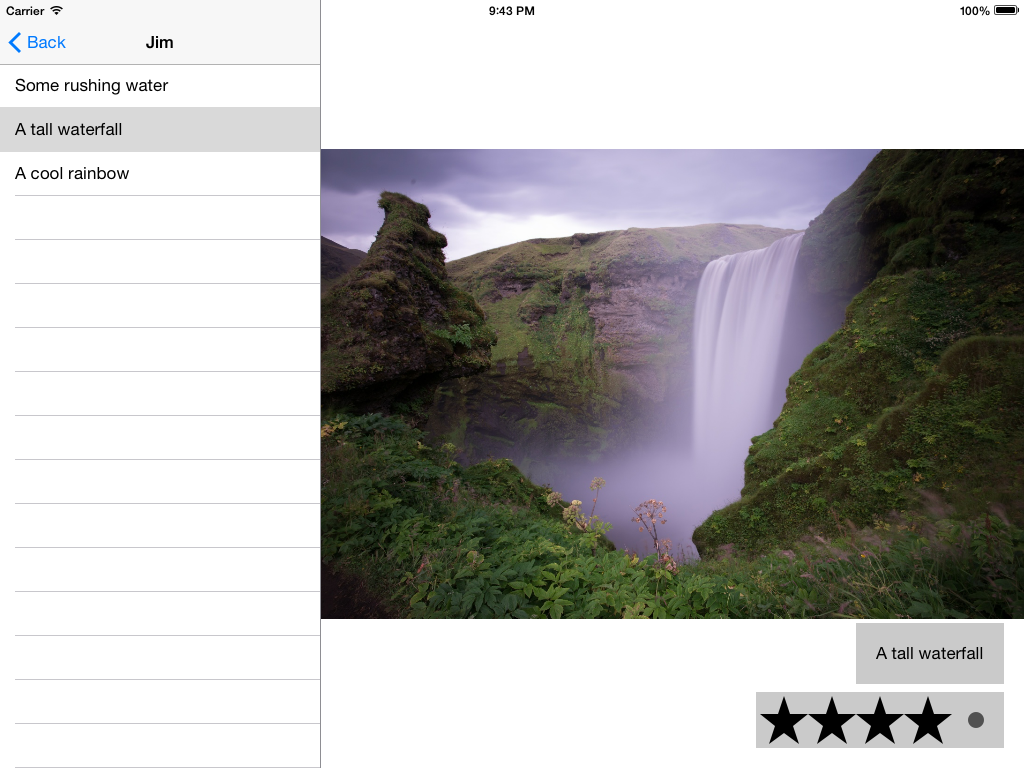 Carrier 9:43 PM 100%
Back Jim
Some rushing water
A tall waterfall
A cool rainbow
A tall waterfall